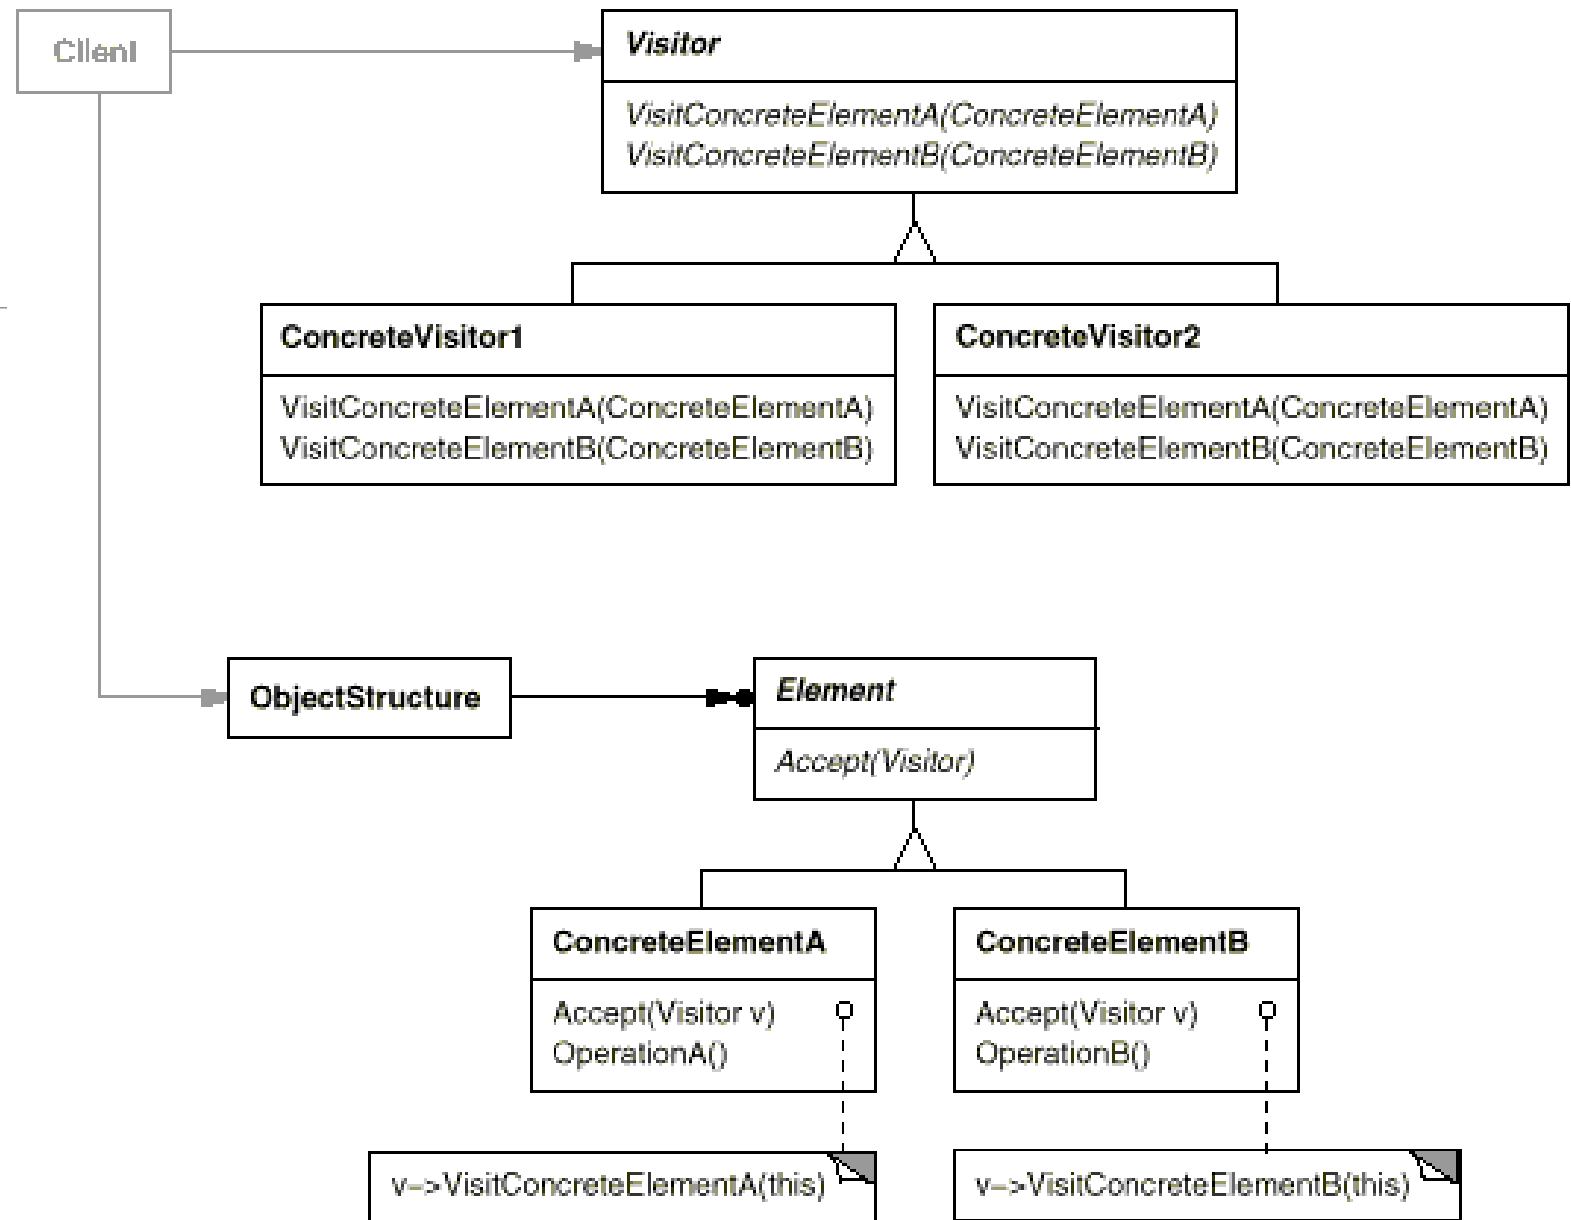 Client
Visitor
VisitConcreteElementA(ConcreteElementA)
VisitConcreteElementB(ConcreteElementB)
ConcreteVisitor1
VisitConcreteElementA(ConcreteElementA)
VisitConcreteElementB(ConcreteElementB)
ConcreteVisitor2
VisitConcreteElementA(ConcreteElementA)
VisitConcreteElementB(ConcreteElementB)
ObjectStructure
Element
Accept(Visitor)
ConcreteElementA
Accept(Visitor v)
OperationA()
ConcreteElementB
Accept(Visitor v)
OperationB()
v->VisitConcreteElementA(this)
v->VisitConcreteElementB(this)